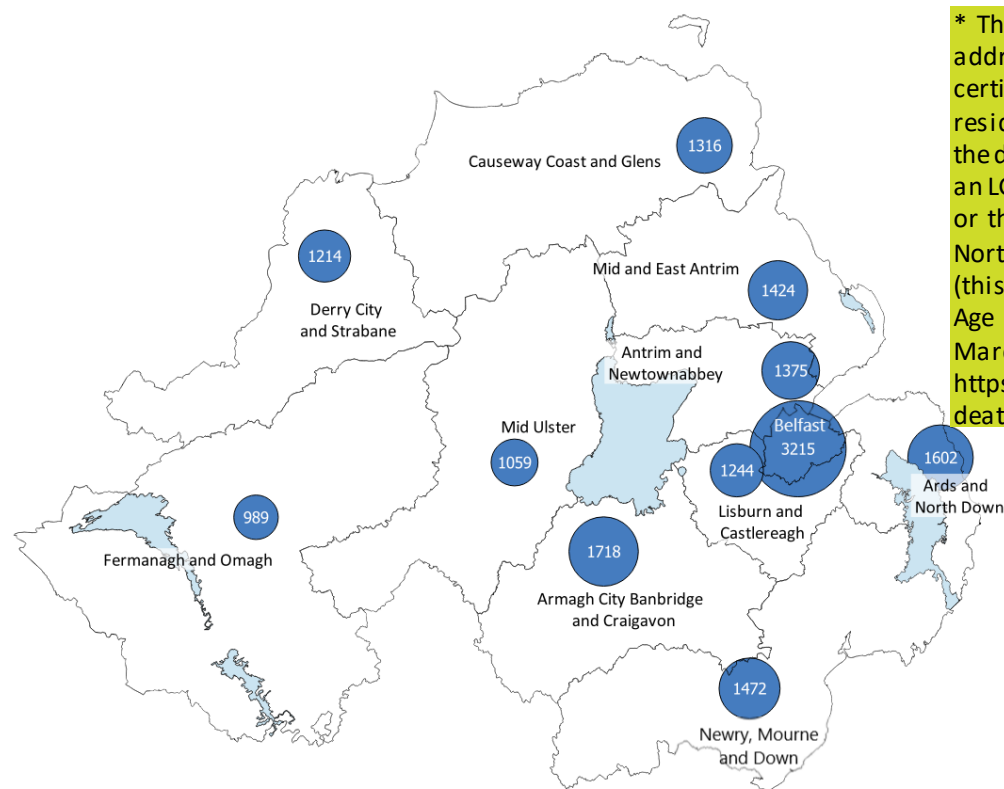 1316
Causeway Coast and Glens
1214
Derry City
and Strabane
Mid and East Antrim
1424
Antrim and
Newtownabbey
1375
Belfast
3215
Mid Ulster
1059
1244
Lisburn and
Castlereagh
1602
Ards and
North Down
989
Fermanagh and Omagh
1718
Armagh City Banbridge
and Craigavon
1472
Newry, Mourne
and Down
* Th
addr
certi
resid
the d
an LC
or th
Nort
(this
Age
Marc
https
deat